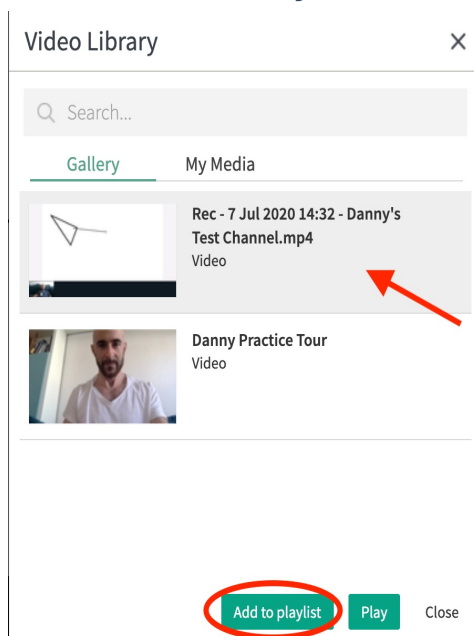 Video Library
Search...
Gallery My Media
Rec - 7 Jul 2020 14:32 - Danny's
Test Channel.mp4
Video
Danny Practice Tour
Video
Add to playlist Play Close